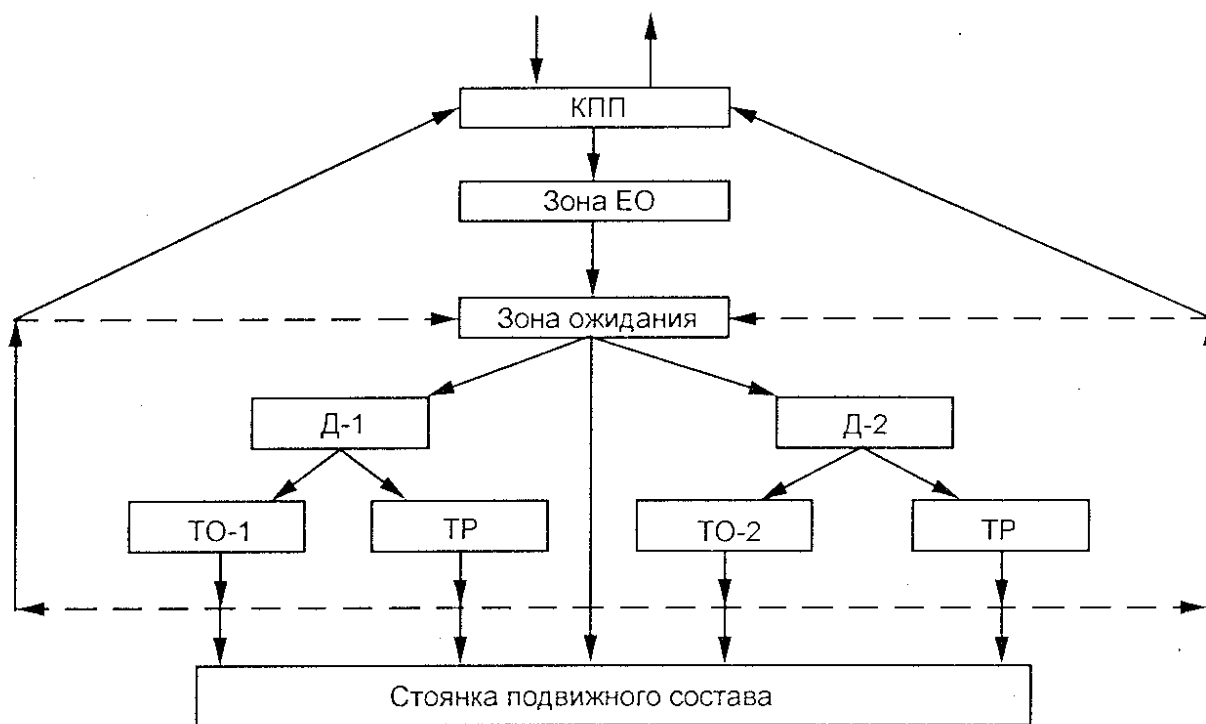 КПП
Зона ЕО
Зона ожидания
Д-1
Д-2
ТО-1
ТР
ТО-2
ТР
Стоянка подвижного состава